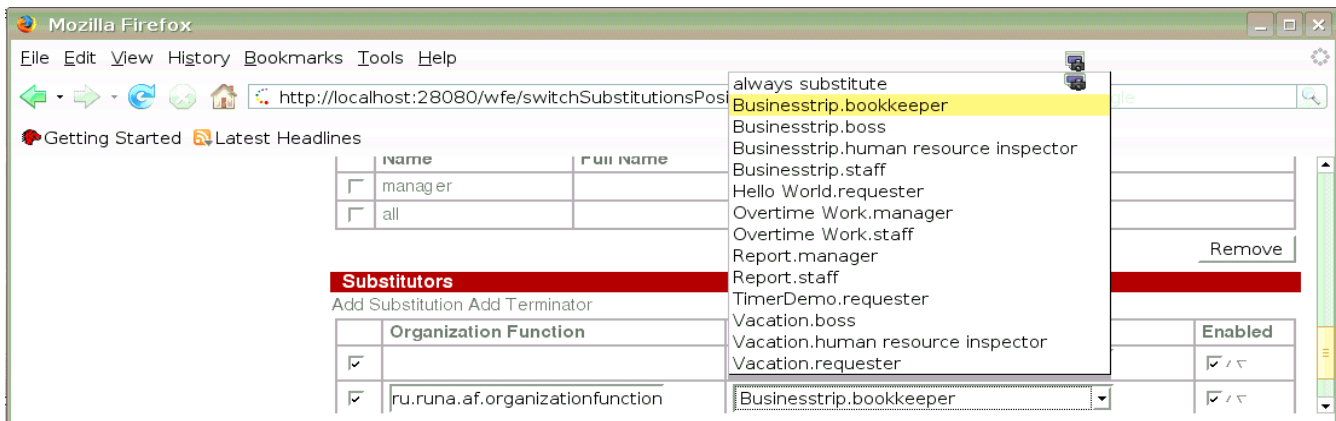 Mozilla Firefox
File Edit View History Bookmarks Tools Help
http://localhost:28080/wfe/switchSubstitutionsPosi
Getting Started Latest Headlines
always substitute
Businesstrip.bookkeeper
Businesstrip.boss
Businesstrip.human resource inspector
Businesstrip.staff
Hello World.requester
Overtime Work.manager
Overtime Work.staff
Report.manager
Report.staff
TimerDemo.requester
Vacation.boss
Vacation.human resource inspector
Vacation.requester
Name Full Name
manager
all
Remove
Substitutors
Add Substitution Add Terminator
Organization Function Enabled
ru.runa.af.organizationfunction Businesstrip.bookkeeper